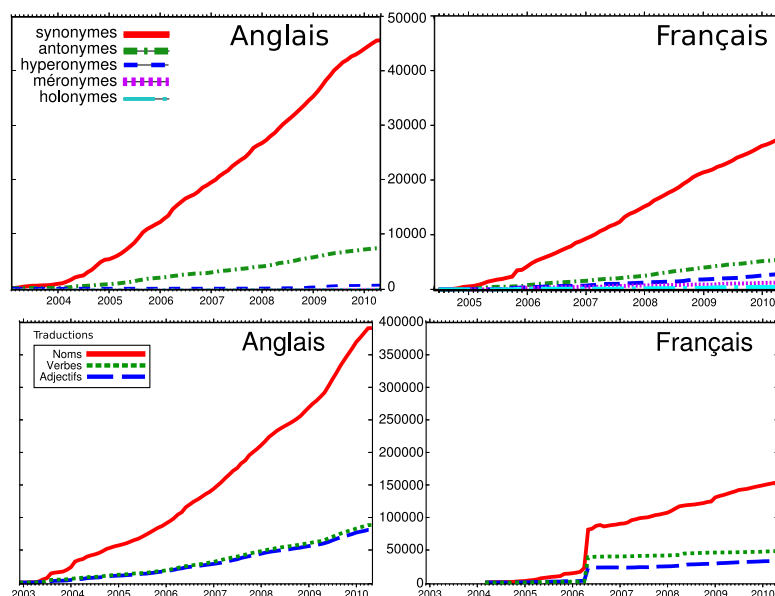 synonymes
antonymes
hyperonymes
méronymes
holonymes
Anglais
Français
50000
40000
30000
20000
10000
0
2004 2005 2006 2007 2008 2009 2010
2005 2006 2007 2008 2009 2010
Traductions
Noms
Verbes
Adjectifs
Anglais
Français
400000
350000
300000
250000
200000
150000
100000
50000
0
2003 2004 2005 2006 2007 2008 2009 2010
2003 2004 2005 2006 2007 2008 2009 2010